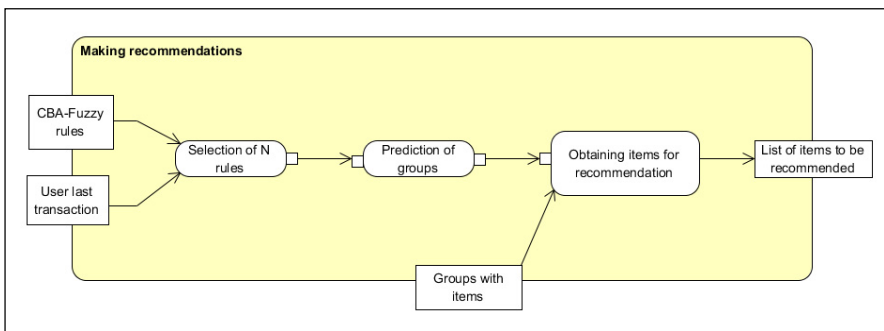 Making recommendations
CBA-Fuzzy
rules
Selection of N
rules
Prediction of
groups
Obtaining items for
recommendation
List of items to be
recommended
User last
transaction
Groups with
items